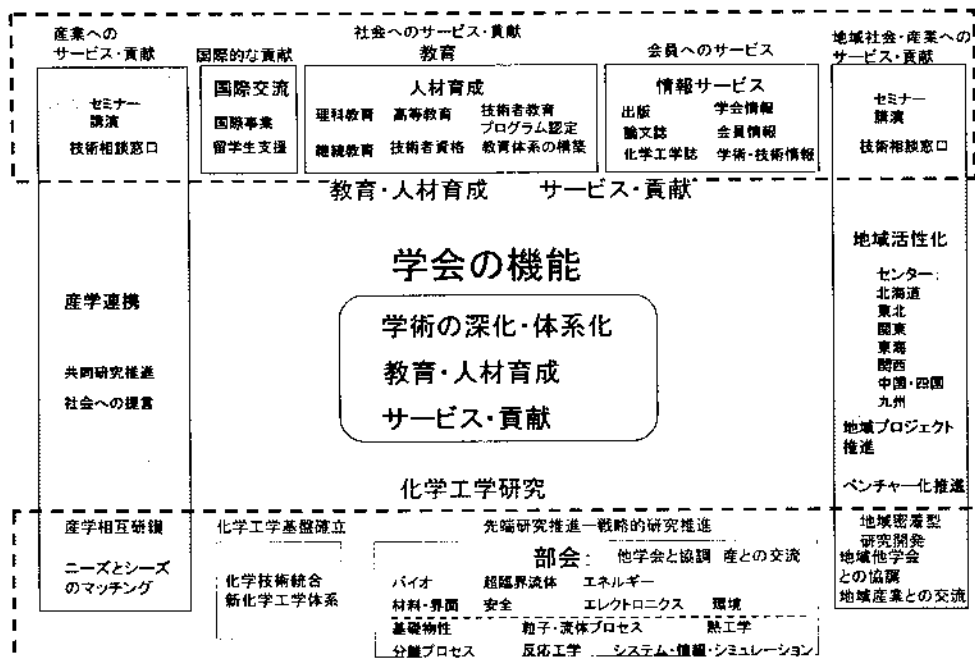 産業への
サービス・貢献
セミナー
講演
技術相談窓口
産学連携
共同研究推進
社会への提言
産学相互研鑽
ニーズとシーズ
のマッチング
国際的な貢献
国際交流
国際事業
留学生支援
社会へのサービス・貢献
教育
人材育成
理科教育 高等教育 技術者教育
プログラム認定
継続教育 技術者資格 教育体系の構築
会員へのサービス
情報サービス
出版 学会情報
論文誌 会員情報
化学工学誌 学術・技術情報
地域社会・産業への
サービス・貢献
セミナー
講演
技術相談窓口
教育・人材育成 サービス・貢献
学会の機能
学術の深化・体系化
教育・人材育成
サービス・貢献
化学工学研究
地域活性化
センター:
北海道
東北
関東
東海
関西
中国・四国
九州
地域プロジェクト
推進
ベンチャー化推進
地域密着型
研究開発
地域他学会
との協調
地域産業との交流
化学工学基盤確立
化学技術統合
新化学工学体系
先端研究推進―戦略的研究推進
部会: 他学会と協調 産との交流
バイオ 超臨界流体 エネルギー
材料・界面 安全 エレクトロニクス 環境
基礎物性 粒子・流体プロセス 熱工学
分離プロセス 反応工学 システム・情報・シミュレーション